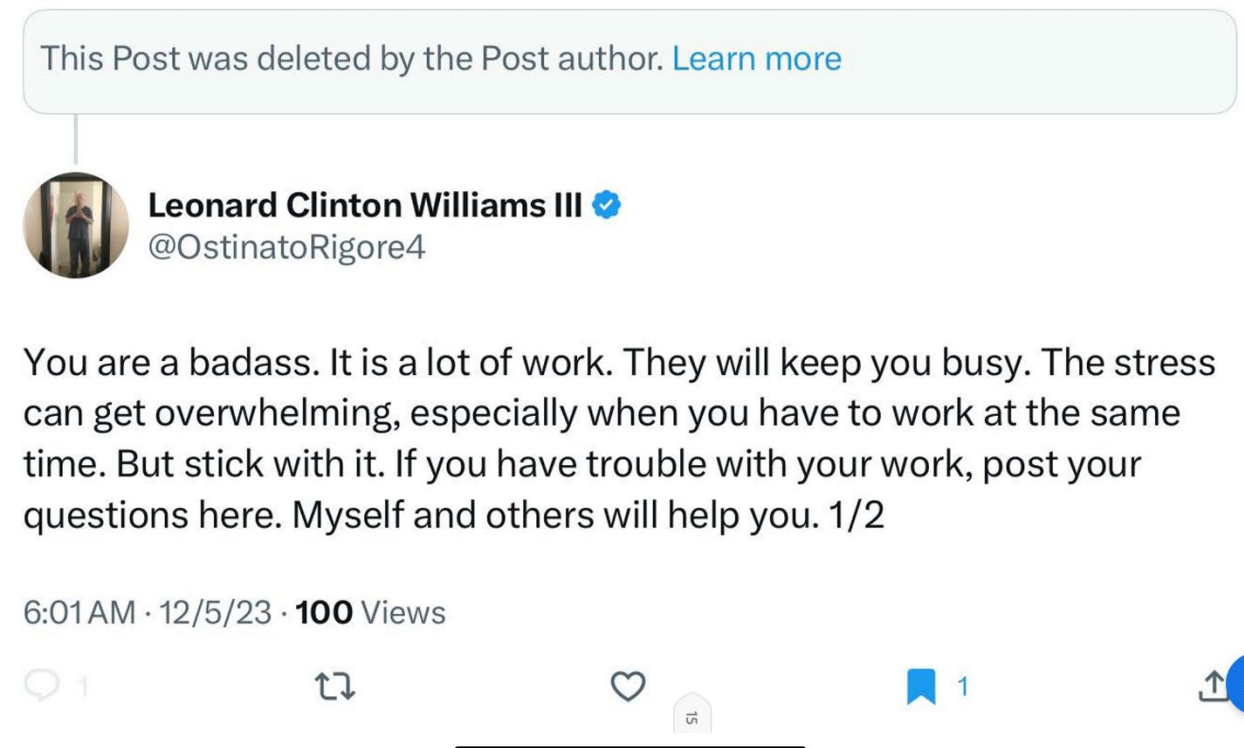 This Post was deleted by the Post author. Learn more
Leonard Clinton Williams III
@OstinatoRigore4
You are a badass. It is a lot of work. They will keep you busy. The stress
can get overwhelming, especially when you have to work at the same
time. But stick with it. If you have trouble with your work, post your
questions here. Myself and others will help you. 1/2
6:01 AM · 12/5/23 · 100 Views
1
1
15